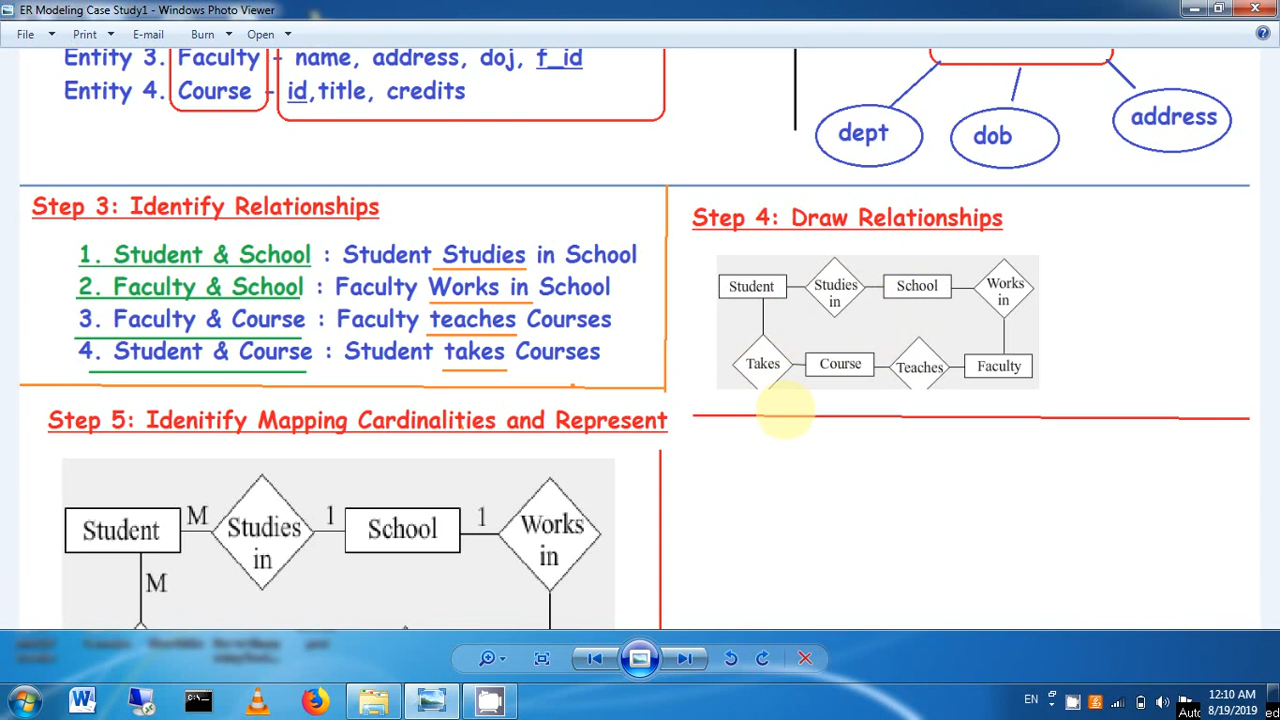 ER Modeling Case Study1 - Windows Photo Viewer
File Print E-mail Burn Open
Entity 3. Faculty - name, address, doj, f_id
Entity 4. Course - id,title, credits
dept dob address
Step 3: Identify Relationships
1. Student & School : Student Studies in School
2. Faculty & School : Faculty Works in School
3. Faculty & Course : Faculty teaches Courses
4. Student & Course : Student takes Courses
Step 4: Draw Relationships
Student Studies in School Works in
Takes Course Teaches Faculty
Step 5: Idenitify Mapping Cardinalities and Represent
Student M Studies in 1 School 1 Works in
M
EN
12:10 AM
8/19/2019